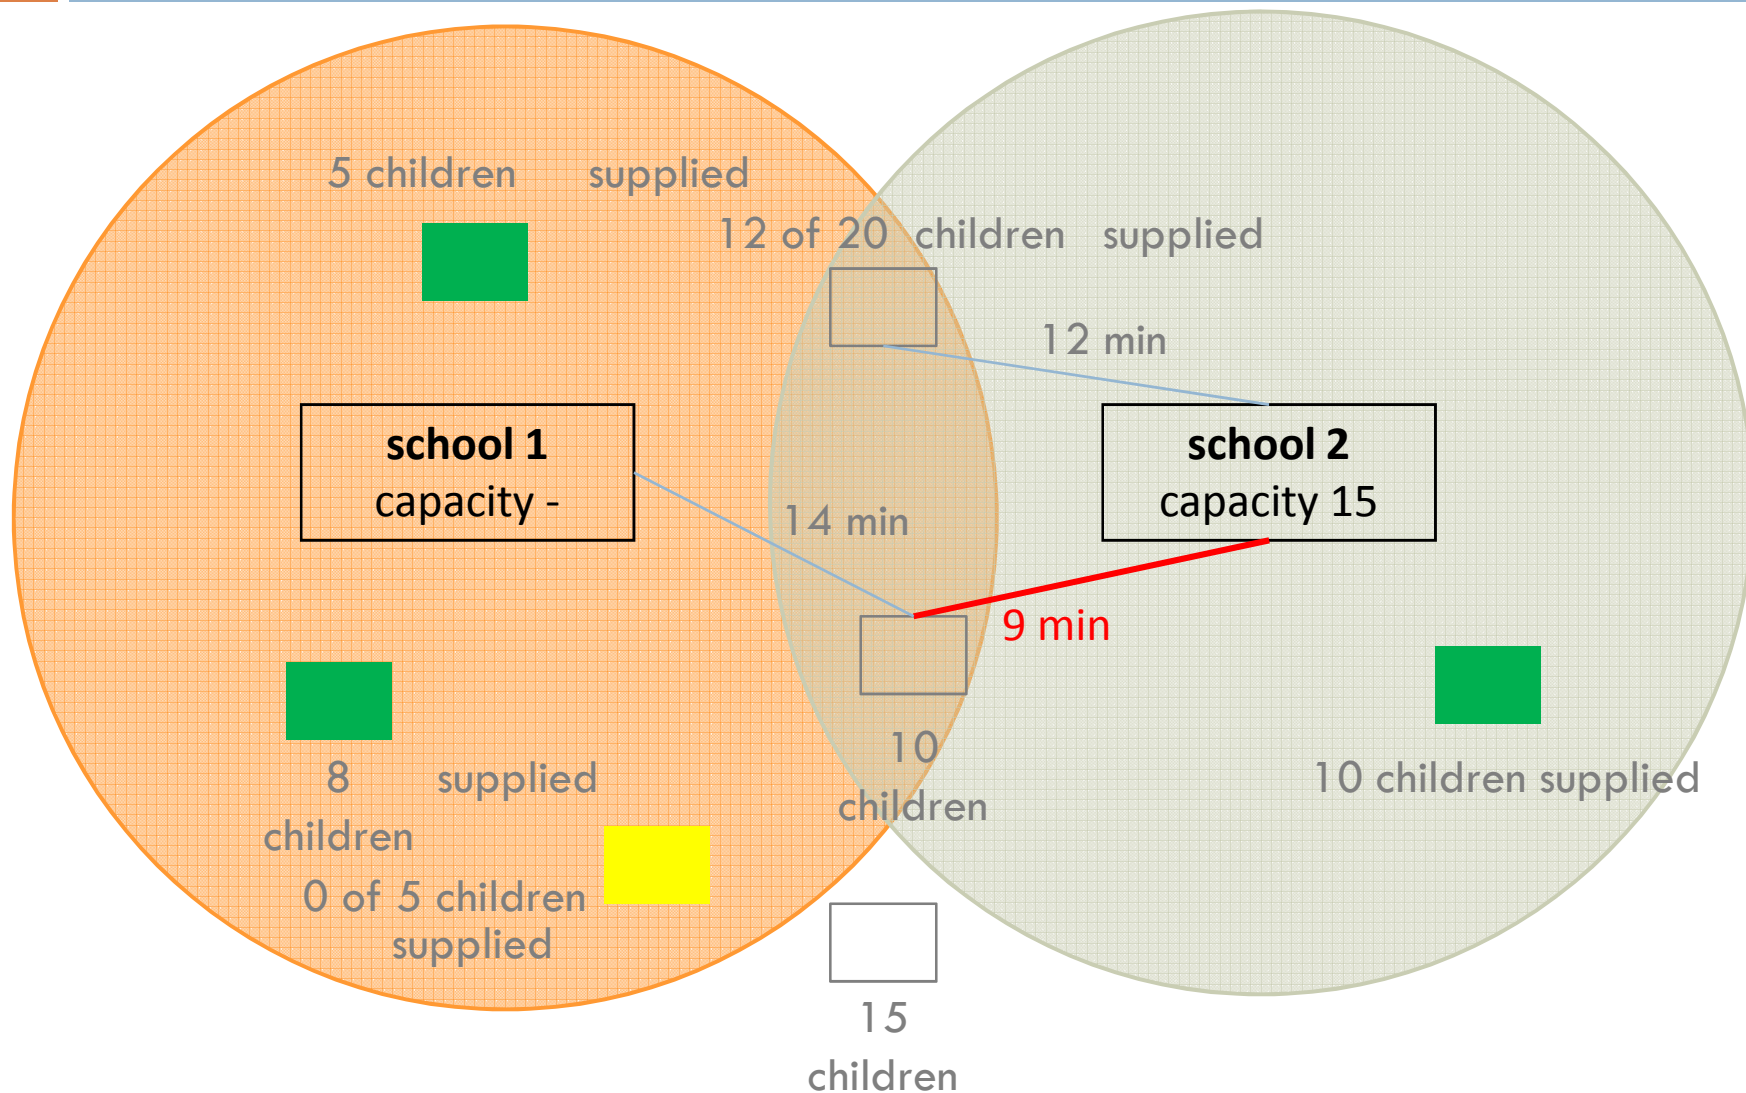 5 children supplied
12 of 20 children supplied
12 min
school 1
capacity -
school 2
capacity 15
14 min
9 min
8 supplied
children
10
children
10 children supplied
0 of 5 children
supplied
15
children